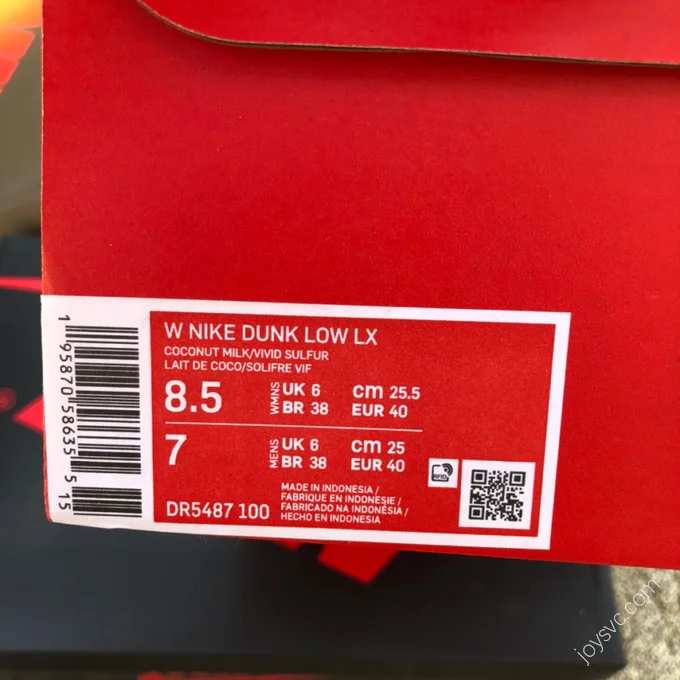 W NIKE DUNK LOW LX
COCONUT MILK/VIVID SULFUR
LAIT DE COCO/SOLIFRE VIF
8.5 WMNS UK 6 cm 25.5
BR 38 EUR 40
7 MENS UK 6 cm 25
BR 38 EUR 40
MADE IN INDONESIA /
FABRIQUE EN INDONESIE /
FABRICADO NA INDONÉSIA /
HECHO EN INDONESIA
DR5487 100
RFID
1 95870 58635 5 15
joysvc.com